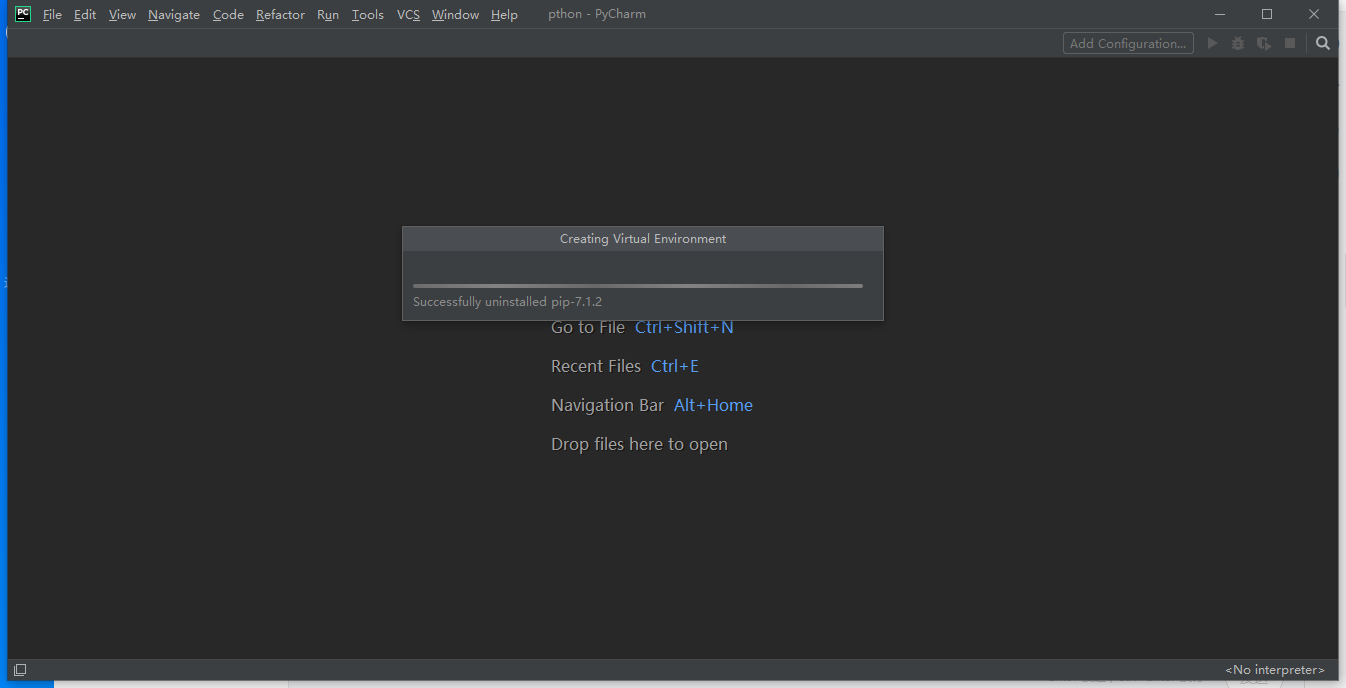 PC File Edit View Navigate Code Refactor Run Tools VCS Window Help pthon - PyCharm
Add Configuration...
Creating Virtual Environment
Successfully uninstalled pip-7.1.2
Go to File Ctrl+Shift+N
Recent Files Ctrl+E
Navigation Bar Alt+Home
Drop files here to open
<No interpreter>